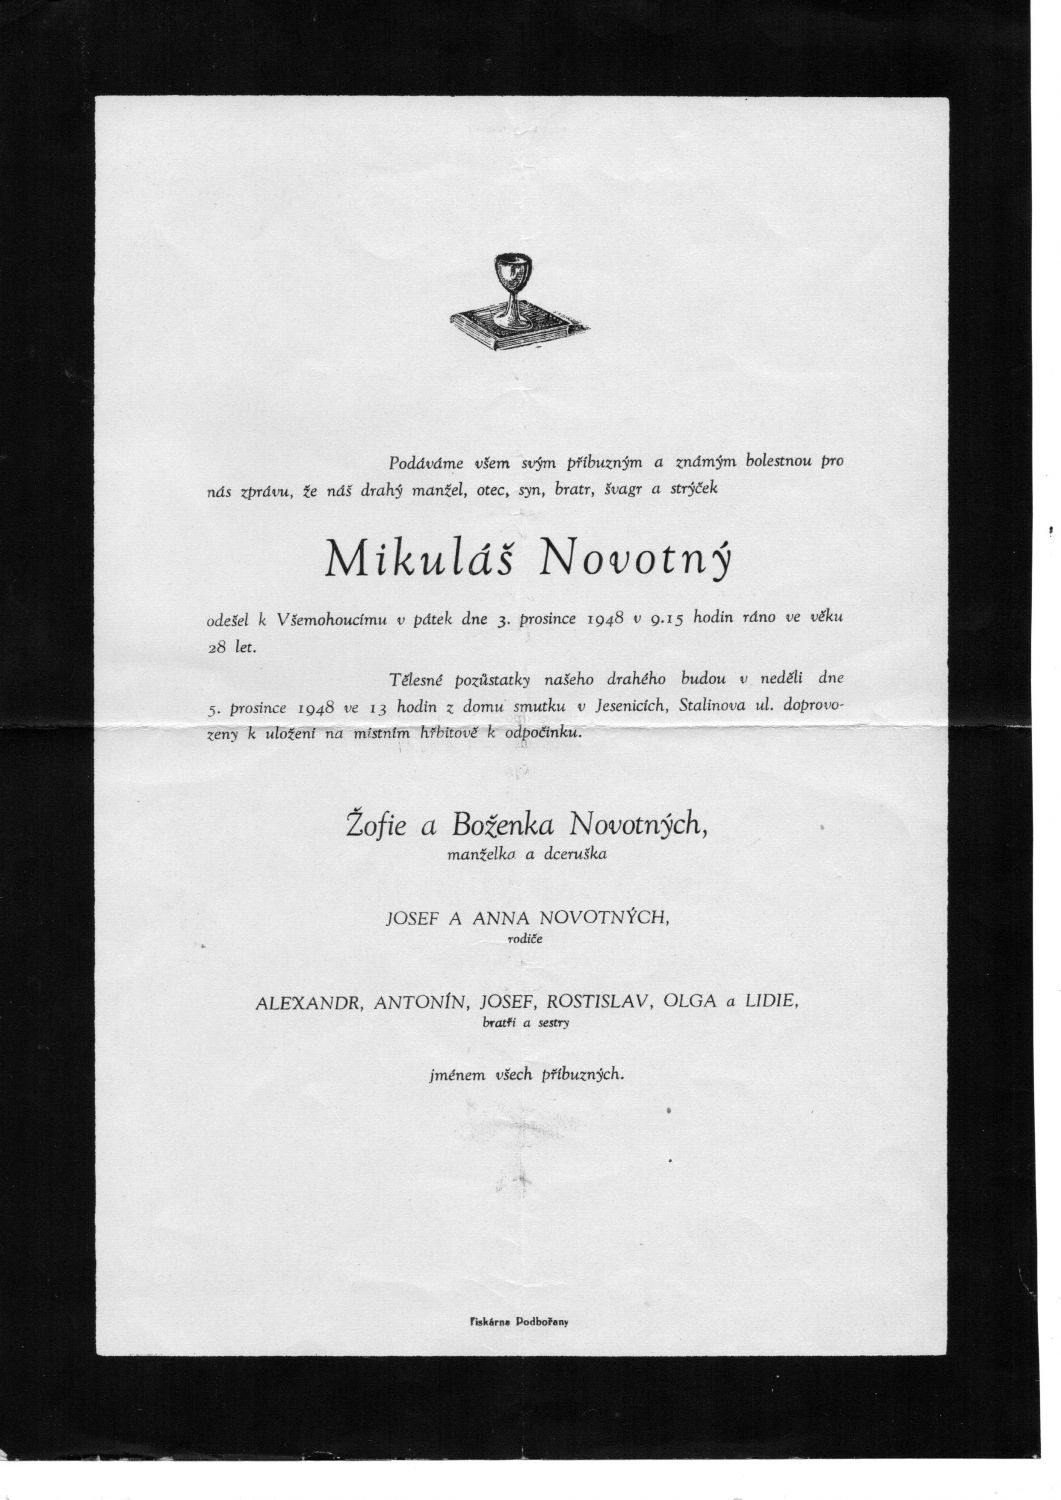 Podáváme všem svým příbuzným a známým bolestnou pro
nás zprávu, že náš drahý manžel, otec, syn, bratr, švagr a strýček
Mikuláš Novotný
odešel k Všemohoucímu v pátek dne 3. prosince 1948 v 9.15 hodin ráno ve věku
28 let.
Tělesné pozůstatky našeho drahého budou v neděli dne
5. prosince 1948 ve 13 hodin z domu smutku v Jesenicích, Stalinova ul. doprovo-
zeny k uložení na místním hřbitově k odpočinku.
Žofie a Boženka Novotných,
manželka a dceruška
JOSEF A ANNA NOVOTNÝCH,
rodiče
ALEXANDR, ANTONÍN, JOSEF, ROSTISLAV, OLGA a LIDIE,
bratři a sestry
jménem všech příbuzných.
Tiskárna Podbořany